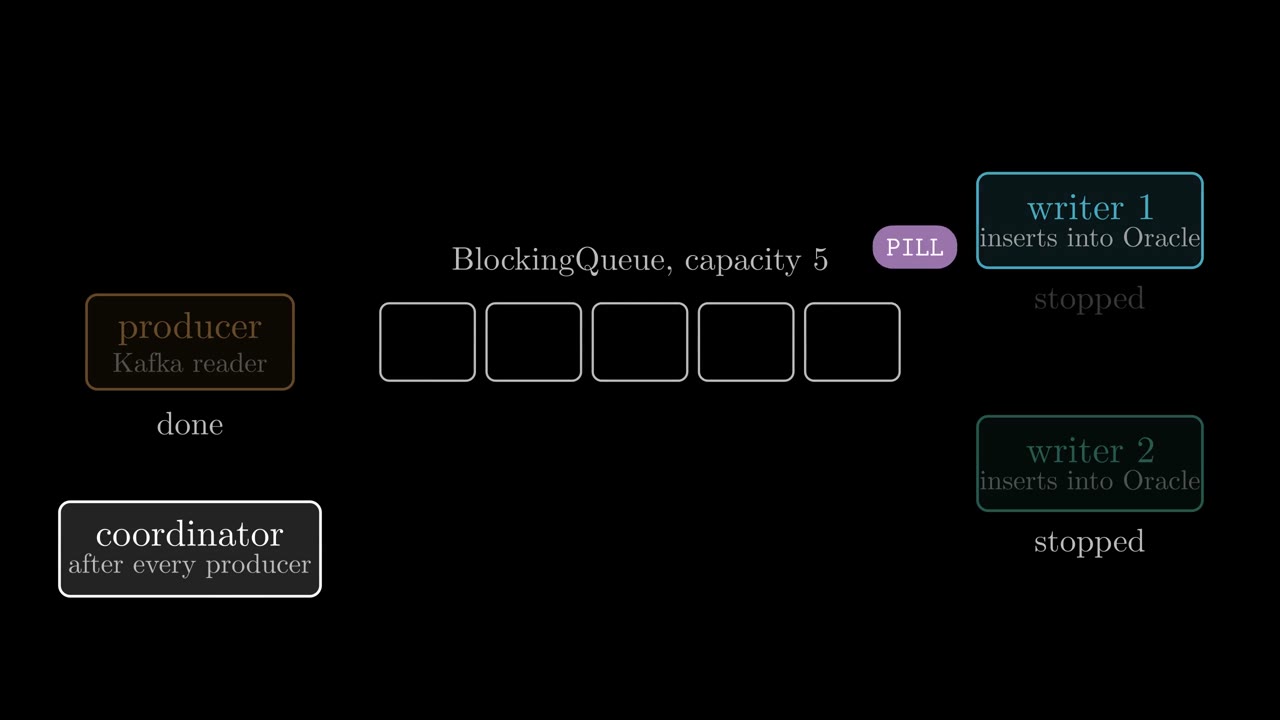 BlockingQueue, capacity 5
PILL
writer 1
inserts into Oracle
stopped
producer
Kafka reader
done
writer 2
inserts into Oracle
stopped
coordinator
after every producer